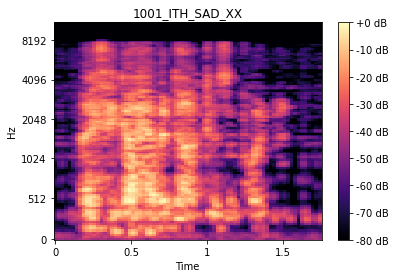 1001_ITH_SAD_XX
+0 dB
8192
-10 dB
4096
-20 dB
-30 dB
2048
Hz
-40 dB
1024
-50 dB
512
-60 dB
-70 dB
0
-80 dB
0
0.5
1
1.5
Time